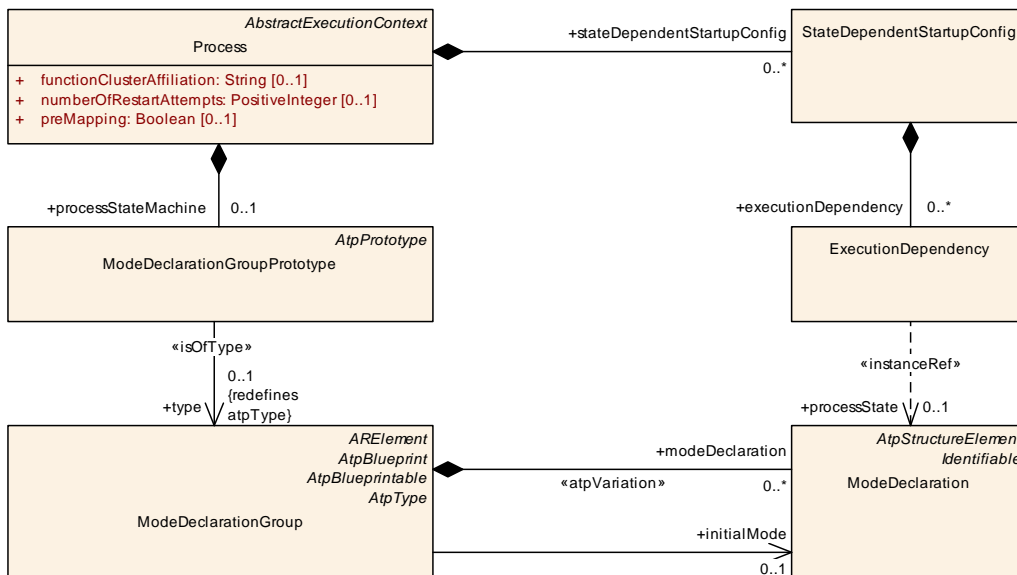 AbstractExecutionContext
Process
+ functionClusterAffiliation: String [0..1]
+ numberOfRestartAttempts: PositiveInteger [0..1]
+ preMapping: Boolean [0..1]
+stateDependentStartupConfig
0..*
StateDependentStartupConfig
+processStateMachine
0..1
+executionDependency
0..*
AtpPrototype
ModeDeclarationGroupPrototype
ExecutionDependency
«isOfType»
0..1
{redefines
atpType}
+type
«instanceRef»
+processState
0..1
ARElement
AtpBlueprint
AtpBlueprintable
AtpType
ModeDeclarationGroup
+modeDeclaration
«atpVariation»
0..*
+initialMode
0..1
AtpStructureElement
Identifiable
ModeDeclaration